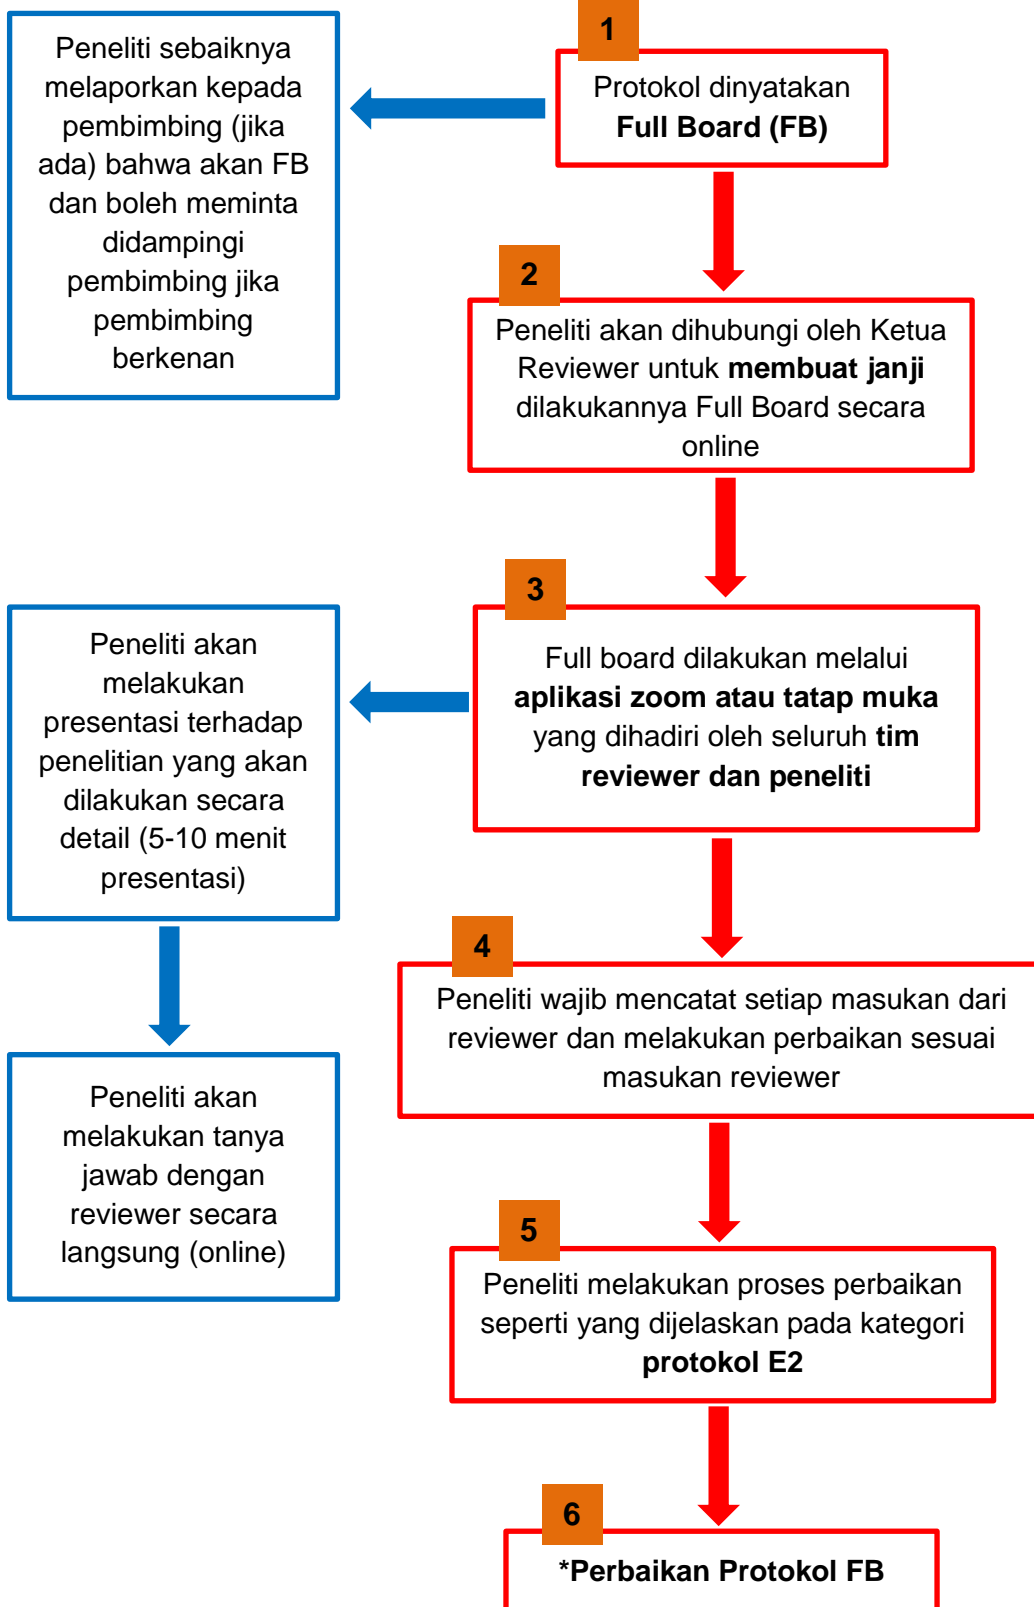 1
Protokol dinyatakan
Full Board (FB)
Peneliti sebaiknya
melaporkan kepada
pembimbing (jika
ada) bahwa akan FB
dan boleh meminta
didampingi
pembimbing jika
pembimbing
berkenan
2
Peneliti akan dihubungi oleh Ketua
Reviewer untuk membuat janji
dilakukannya Full Board secara
online
3
Full board dilakukan melalui
aplikasi zoom atau tatap muka
yang dihadiri oleh seluruh tim
reviewer dan peneliti
Peneliti akan
melakukan
presentasi terhadap
penelitian yang akan
dilakukan secara
detail (5-10 menit
presentasi)
Peneliti akan
melakukan tanya
jawab dengan
reviewer secara
langsung (online)
4
Peneliti wajib mencatat setiap masukan dari
reviewer dan melakukan perbaikan sesuai
masukan reviewer
5
Peneliti melakukan proses perbaikan
seperti yang dijelaskan pada kategori
protokol E2
6
*Perbaikan Protokol FB